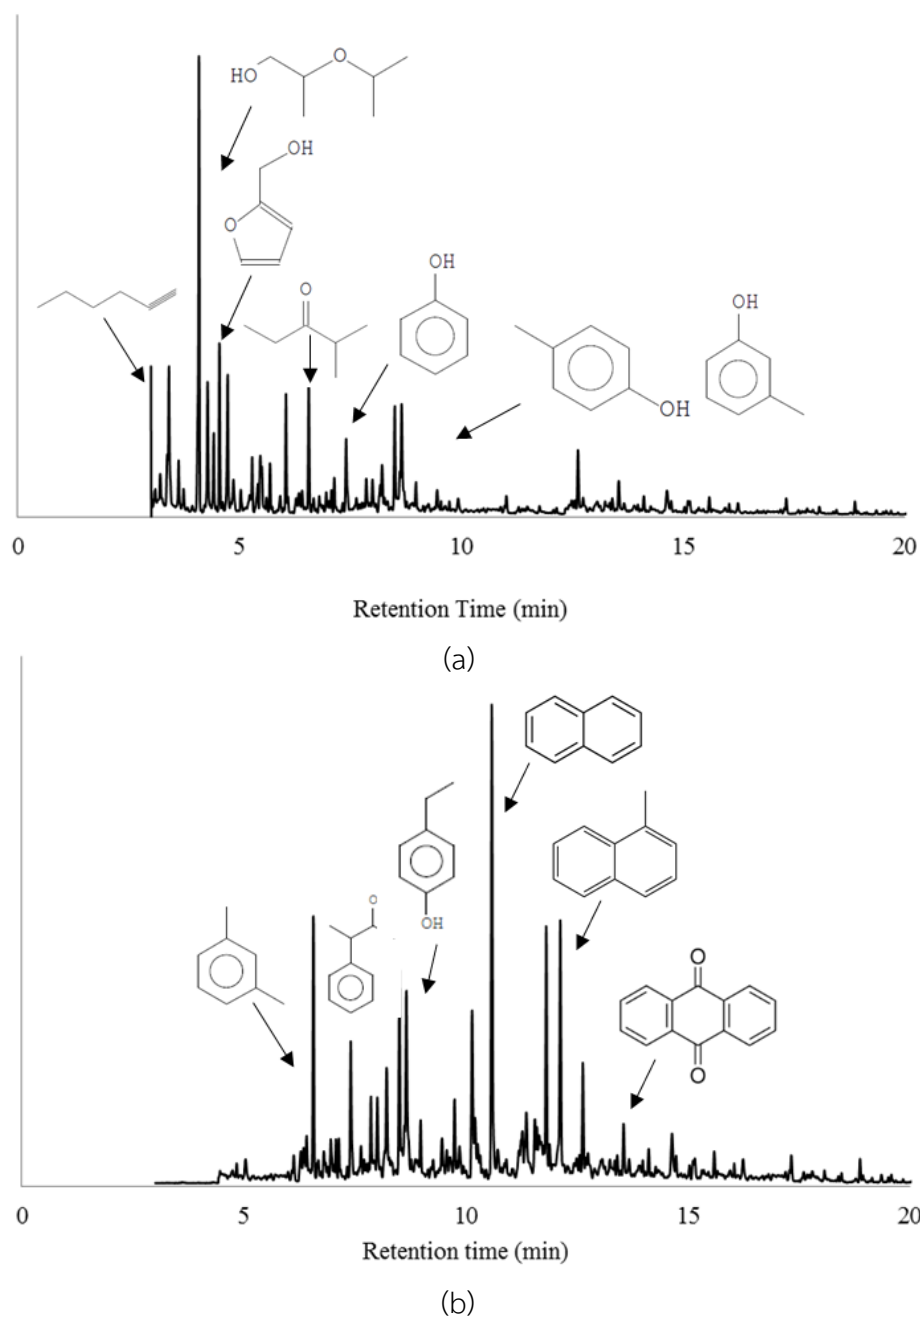 O
HO
OH
O
O
OH
OH
OH
0 5 10 15 20
Retention Time (min)
(a)
O
OH
O
O
0 5 10 15 20
Retention time (min)
(b)